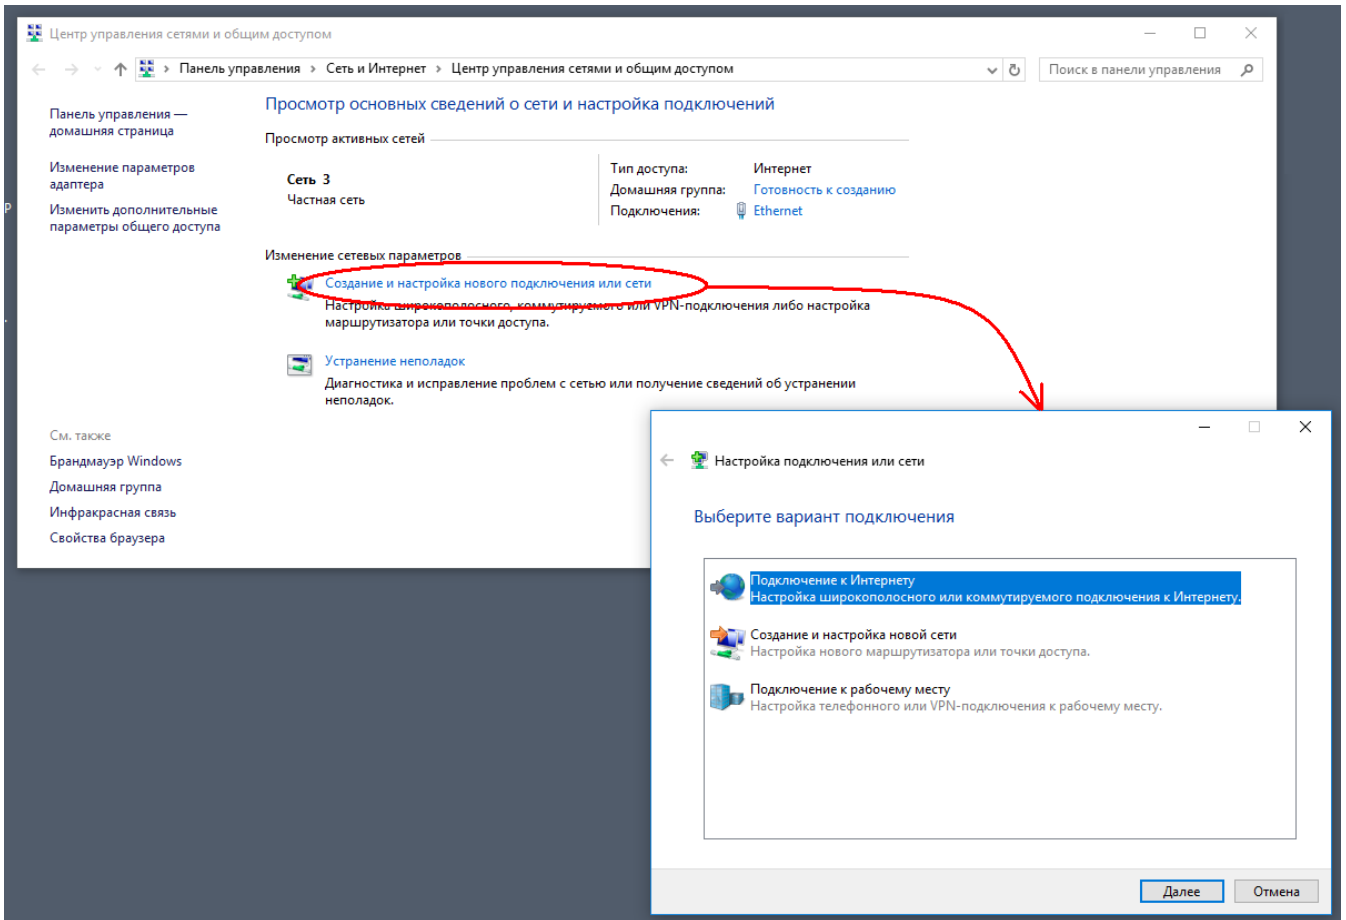 Центр управления сетями и общим доступом
Панель управления > Сеть и Интернет > Центр управления сетями и общим доступом
Поиск в панели управления
Панель управления —
домашняя страница
Изменение параметров
адаптера
Изменить дополнительные
параметры общего доступа
Просмотр основных сведений о сети и настройка подключений
Просмотр активных сетей
Сеть 3
Частная сеть
Тип доступа: Интернет
Домашняя группа: Готовность к созданию
Подключения: Ethernet
Изменение сетевых параметров
Создание и настройка нового подключения или сети
Настройка широкополосного, коммутируемого или VPN-подключения либо настройка
маршрутизатора или точки доступа.
Устранение неполадок
Диагностика и исправление проблем с сетью или получение сведений об устранении
неполадок.
См. также
Брандмауэр Windows
Домашняя группа
Инфракрасная связь
Свойства браузера
Настройка подключения или сети
Выберите вариант подключения
Подключение к Интернету
Настройка широкополосного или коммутируемого подключения к Интернету.
Создание и настройка новой сети
Настройка нового маршрутизатора или точки доступа.
Подключение к рабочему месту
Настройка телефонного или VPN-подключения к рабочему месту.
Далее
Отмена